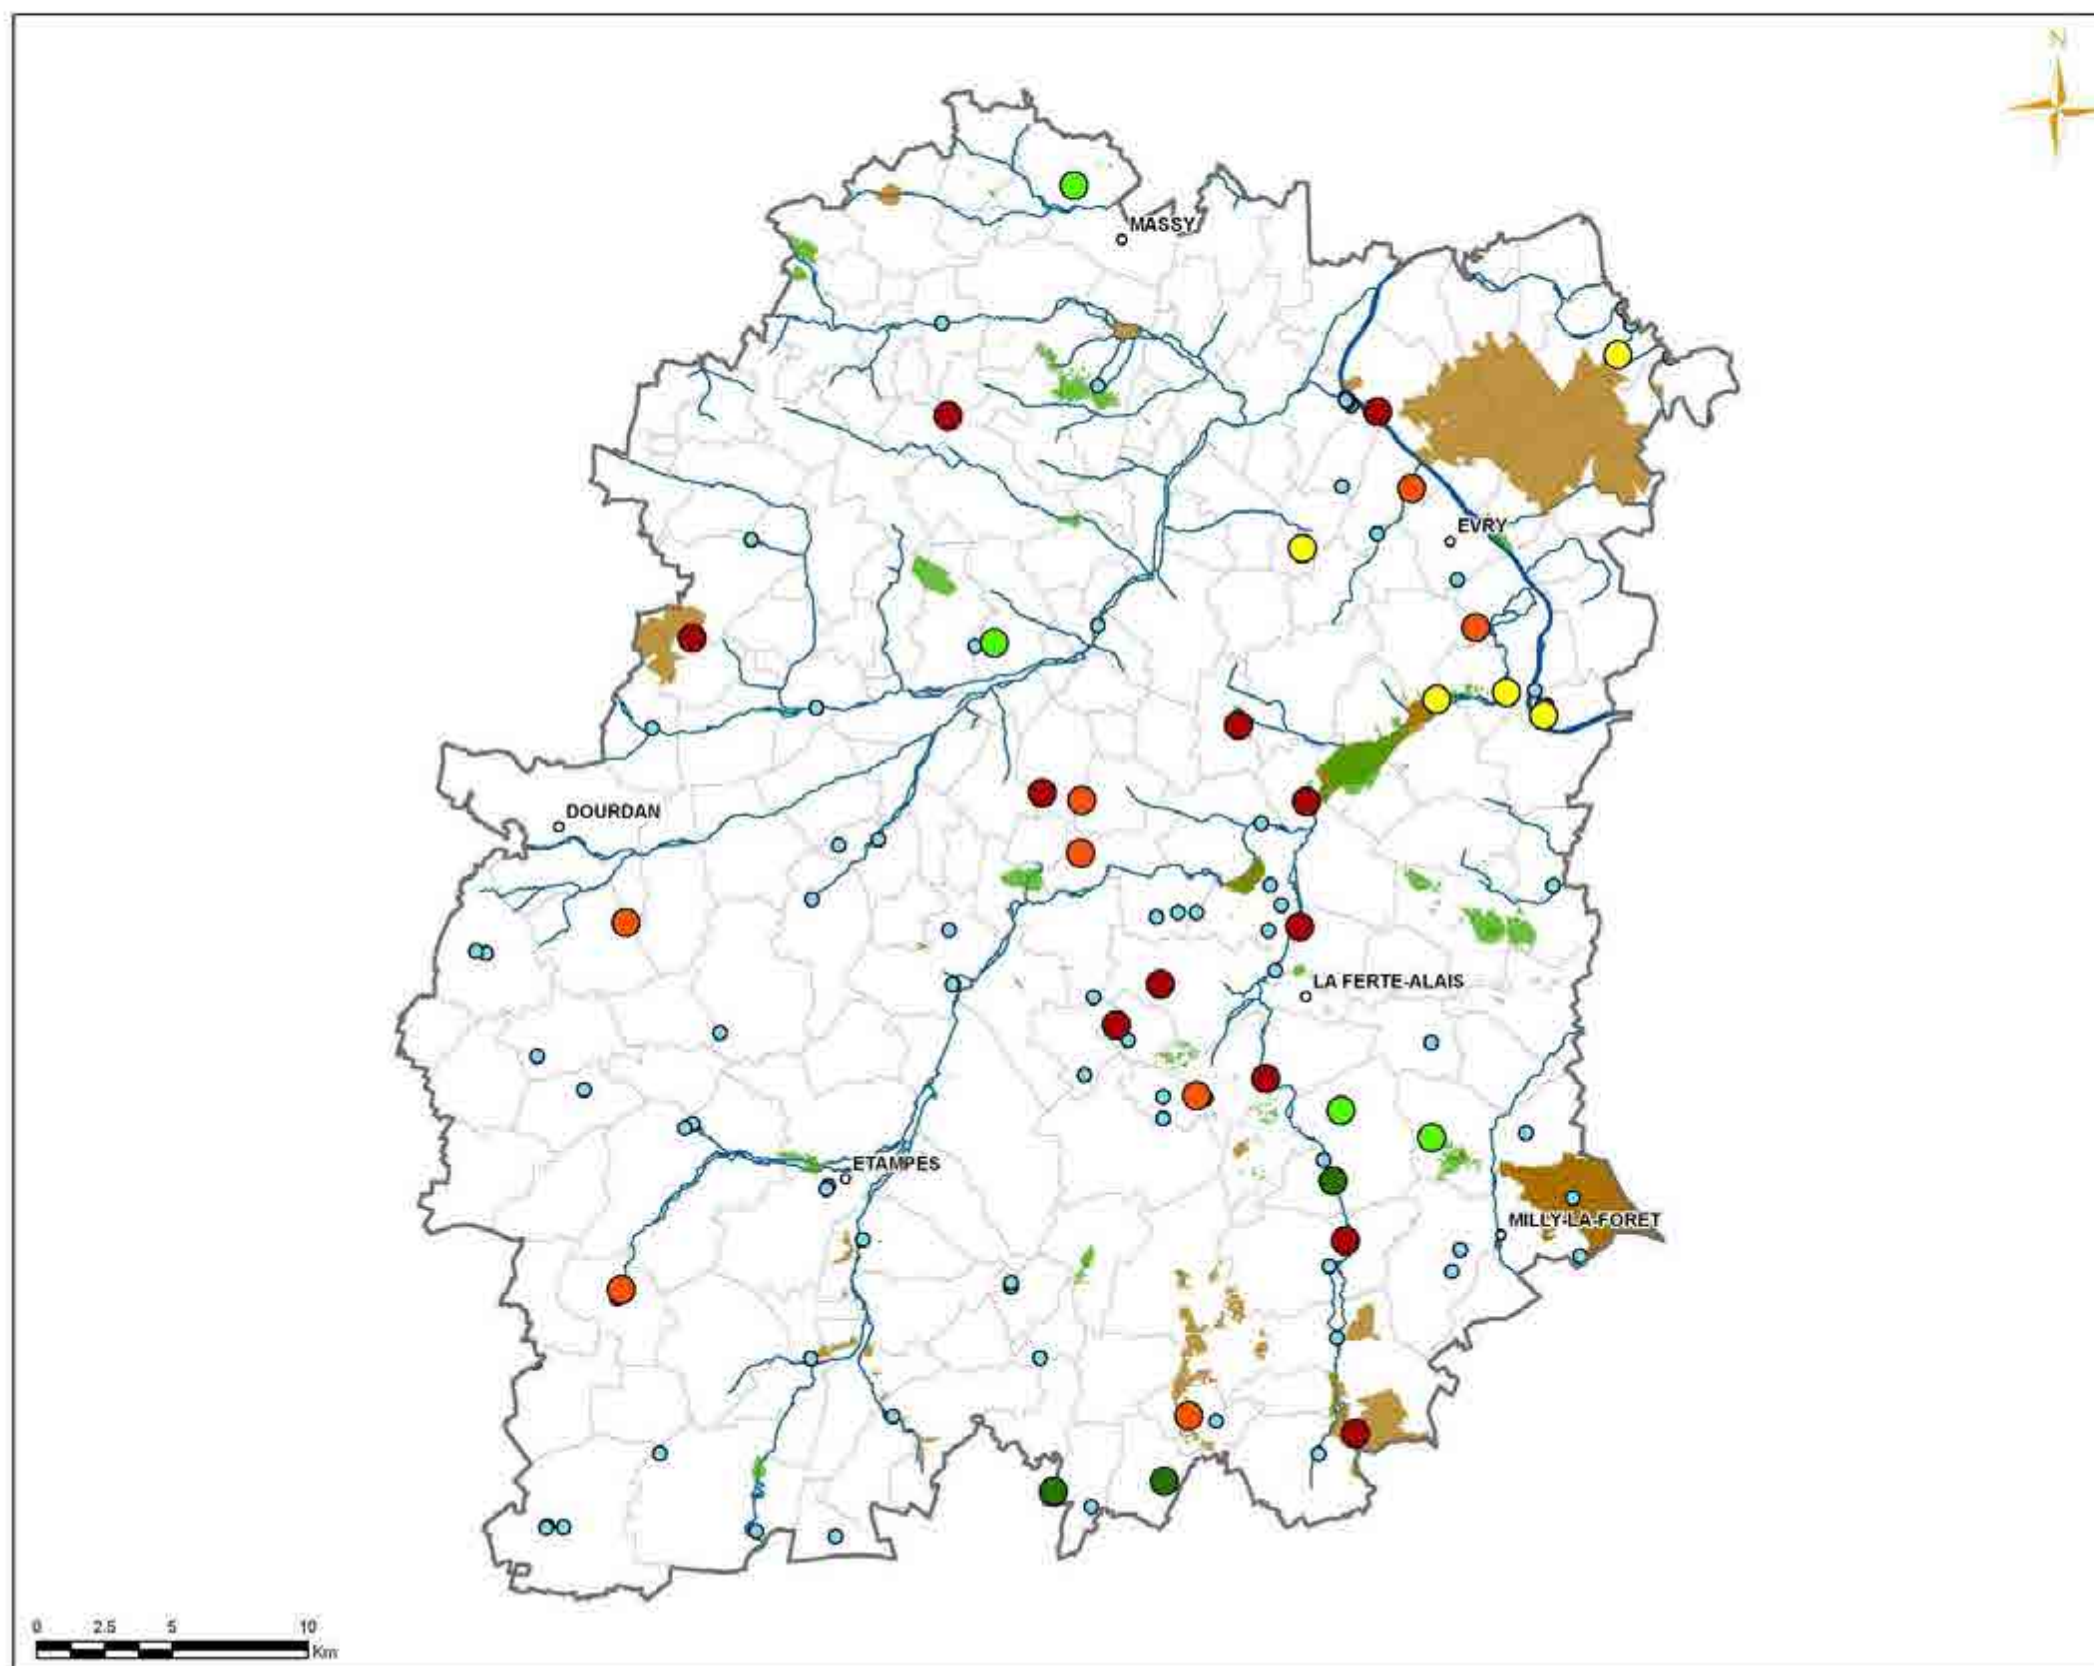 N
MASSY
EVRY
DOURDAN
LA FERTE-ALAIS
ETAMPES
MILLY-LA-FORET
0 2.5 5 10
Km